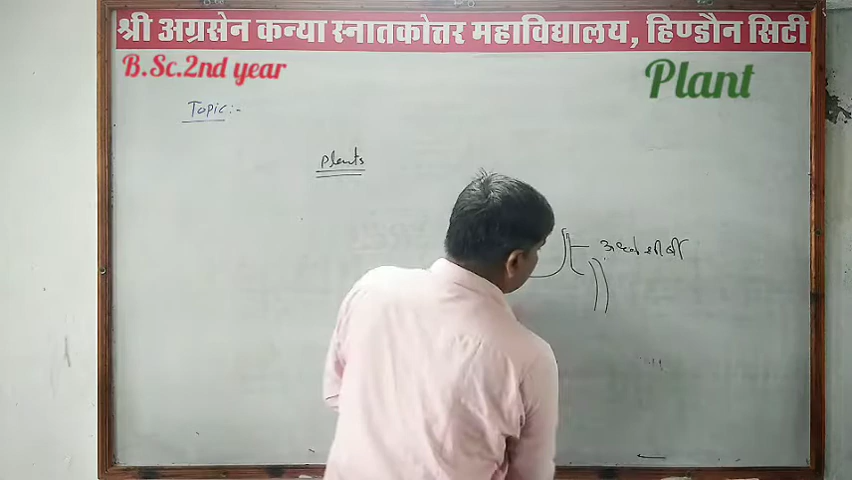 श्री अग्रसेन कन्या स्नातकोत्तर महाविद्यालय, हिण्डौन सिटी
B.Sc.2nd year
Plant
Topic:-
Plants